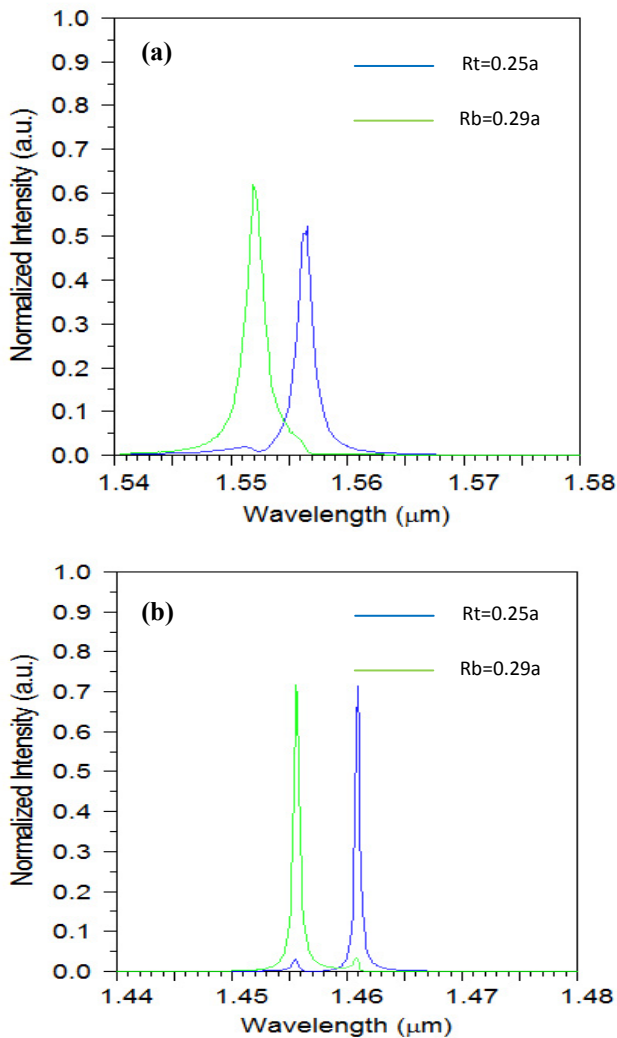 1.0
(a)
Rt=0.25a
0.9
0.8
Rb=0.29a
0.7
0.6
0.5
0.4
0.3
0.2
0.1
0.0
Normalized Intensity (a.u.)
1.54 1.55 1.56 1.57 1.58
Wavelength (μm)
1.0
(b)
Rt=0.25a
0.9
0.8
Rb=0.29a
0.7
0.6
0.5
0.4
0.3
0.2
0.1
0.0
Normalized Intensity (a.u.)
1.44 1.45 1.46 1.47 1.48
Wavelength (μm)